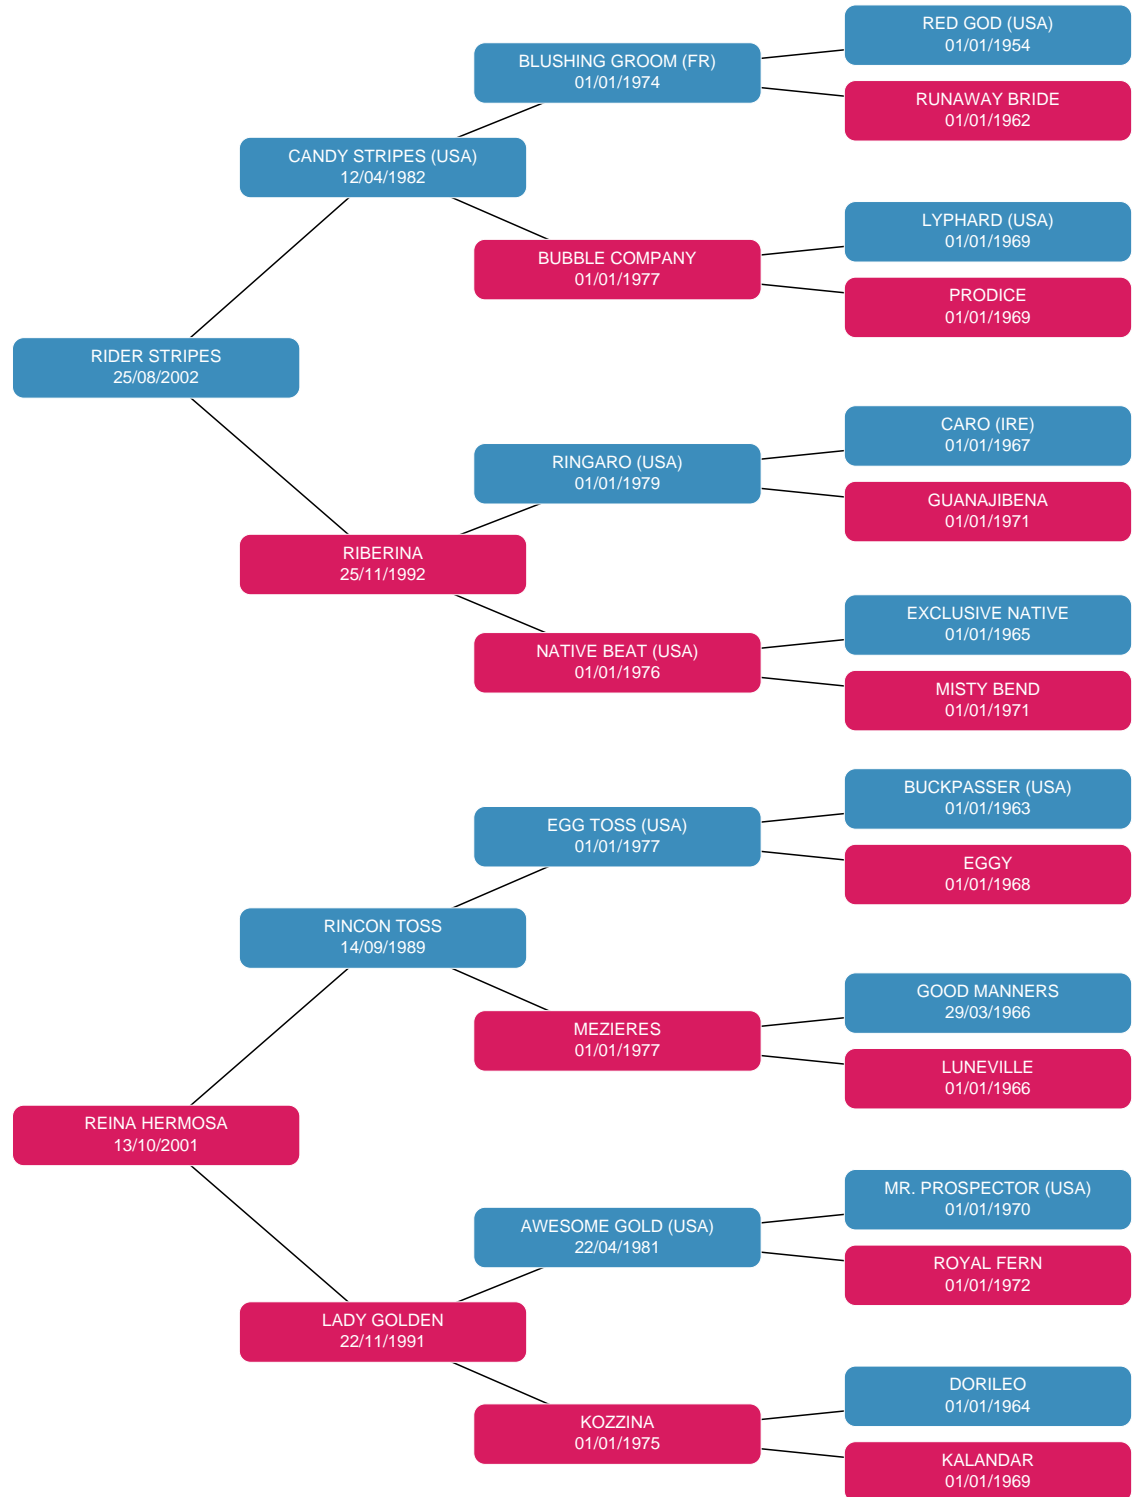 RED GOD (USA)
01/01/1954
BLUSHING GROOM (FR)
01/01/1974
RUNAWAY BRIDE
01/01/1962
CANDY STRIPES (USA)
12/04/1982
LYPHARD (USA)
01/01/1969
BUBBLE COMPANY
01/01/1977
PRODICE
01/01/1969
RIDER STRIPES
25/08/2002
CARO (IRE)
01/01/1967
RINGARO (USA)
01/01/1979
GUANAJIBENA
01/01/1971
RIBERINA
25/11/1992
EXCLUSIVE NATIVE
01/01/1965
NATIVE BEAT (USA)
01/01/1976
MISTY BEND
01/01/1971
BUCKPASSER (USA)
01/01/1963
EGG TOSS (USA)
01/01/1977
EGGY
01/01/1968
RINCON TOSS
14/09/1989
GOOD MANNERS
29/03/1966
MEZIERES
01/01/1977
LUNEVILLE
01/01/1966
REINA HERMOSA
13/10/2001
MR. PROSPECTOR (USA)
01/01/1970
AWESOME GOLD (USA)
22/04/1981
ROYAL FERN
01/01/1972
LADY GOLDEN
22/11/1991
DORILEO
01/01/1964
KOZZINA
01/01/1975
KALANDAR
01/01/1969